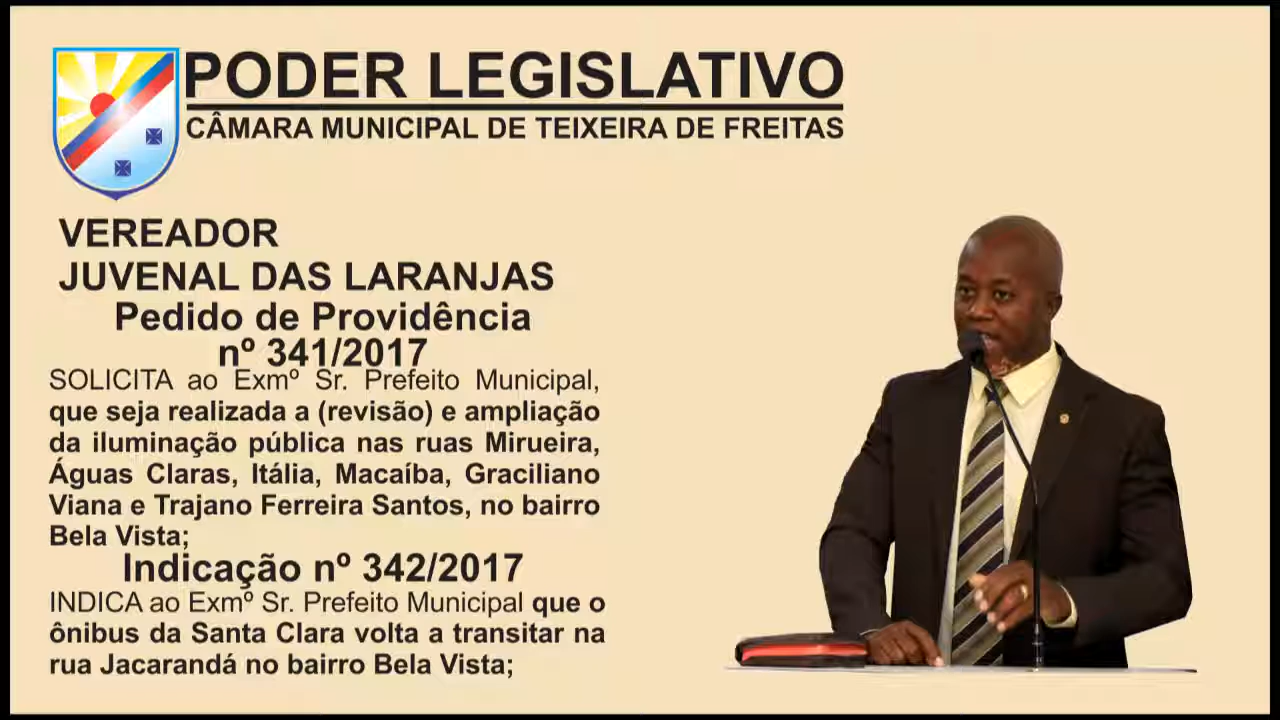 PODER LEGISLATIVO
CÂMARA MUNICIPAL DE TEIXEIRA DE FREITAS
VEREADOR
JUVENAL DAS LARANJAS
Pedido de Providência
nº 341/2017
SOLICITA ao Exmº Sr. Prefeito Municipal,
que seja realizada a (revisão) e ampliação
da iluminação pública nas ruas Mirueira,
Águas Claras, Itália, Macaíba, Graciliano
Viana e Trajano Ferreira Santos, no bairro
Bela Vista;
Indicação nº 342/2017
INDICA ao Exmº Sr. Prefeito Municipal que o
ônibus da Santa Clara volta a transitar na
rua Jacarandá no bairro Bela Vista;